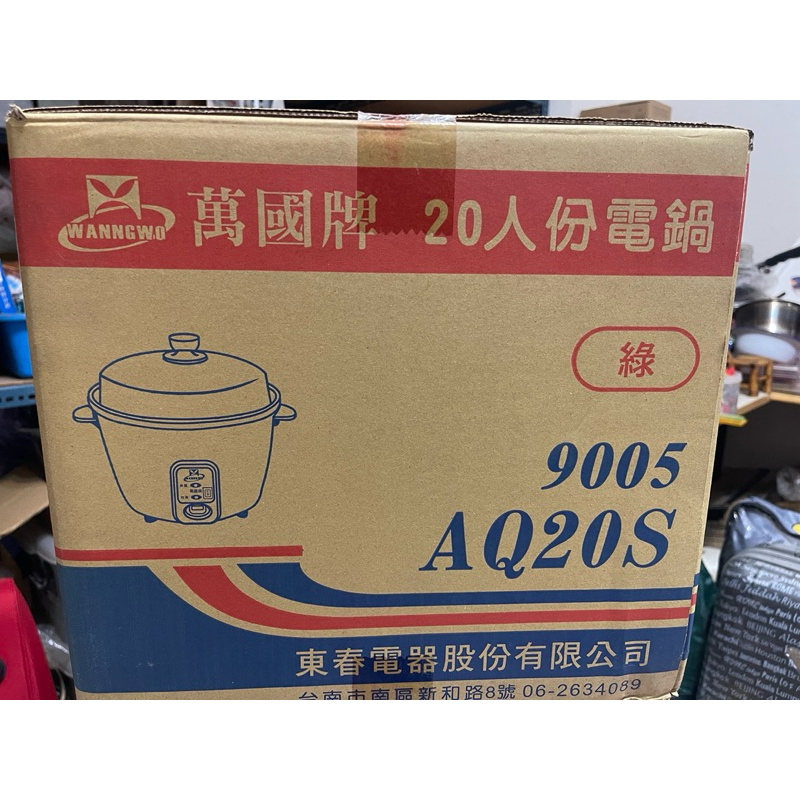 WANNGWO 萬國牌 20人份電鍋
綠
9005
AQ20S
東春電器股份有限公司
台南市南區新和路8號 06-2634089